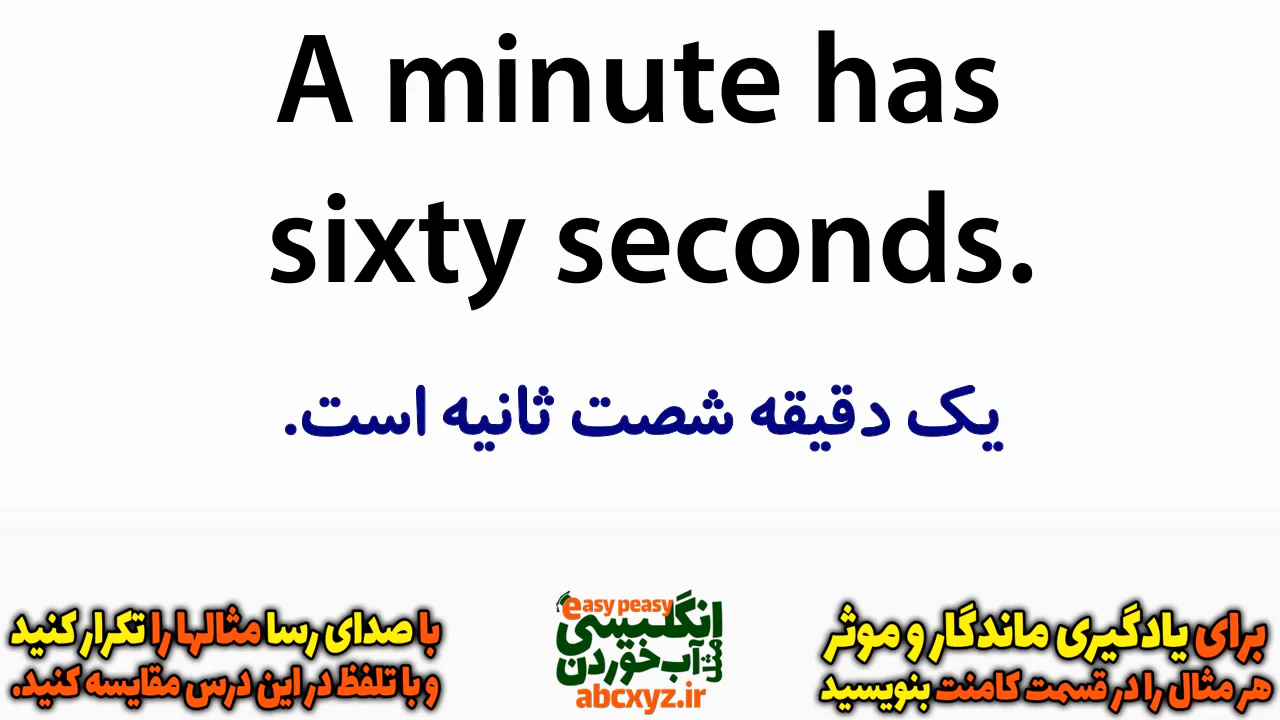 A minute has
sixty seconds.
یک دقیقه شصت ثانیه است.
برای یادگیری ماندگار و موثر
هر مثال را در قسمت کامنت بنویسید
easy peasy
انگلیسی
مثل آب خوردن
abcxyz.ir
با صدای رسا مثالها را تکرار کنید
و با تلفظ در این درس مقایسه کنید.